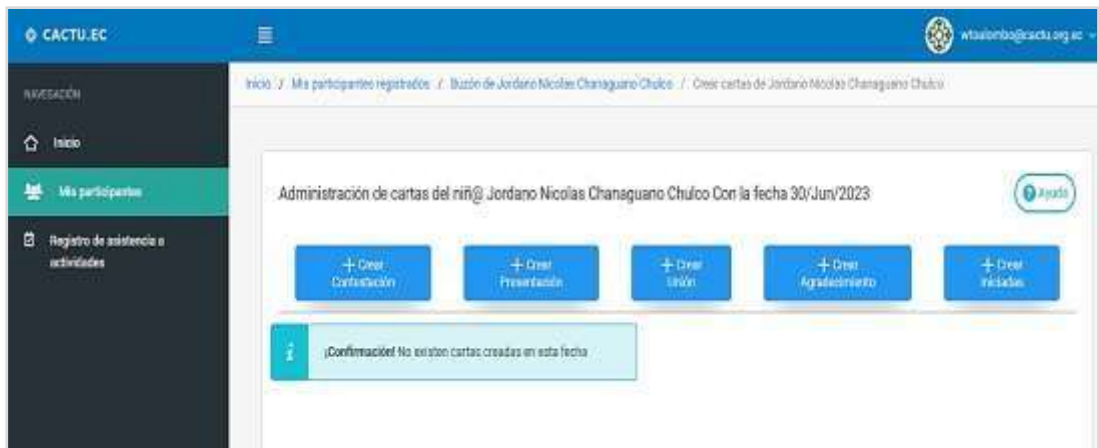 CACTU.EC
wtoalombo@cactu.org.ec
NAVEGACIÓN
Inicio / Mis participantes registrados / Buzón de Jordano Nicolas Chanaguano Chulco / Crear cartas de Jordano Nicolas Chanaguano Chulco
Inicio
Mis participantes
Registro de asistencia a
actividades
Administración de cartas del niñ@ Jordano Nicolas Chanaguano Chulco Con la fecha 30/Jun/2023
Ayuda
+ Crear
Contestación
+ Crear
Presentación
+ Crear
Unión
+ Crear
Agradecimiento
+ Crear
Iniciadas
¡Confirmación! No existen cartas creadas en esta fecha